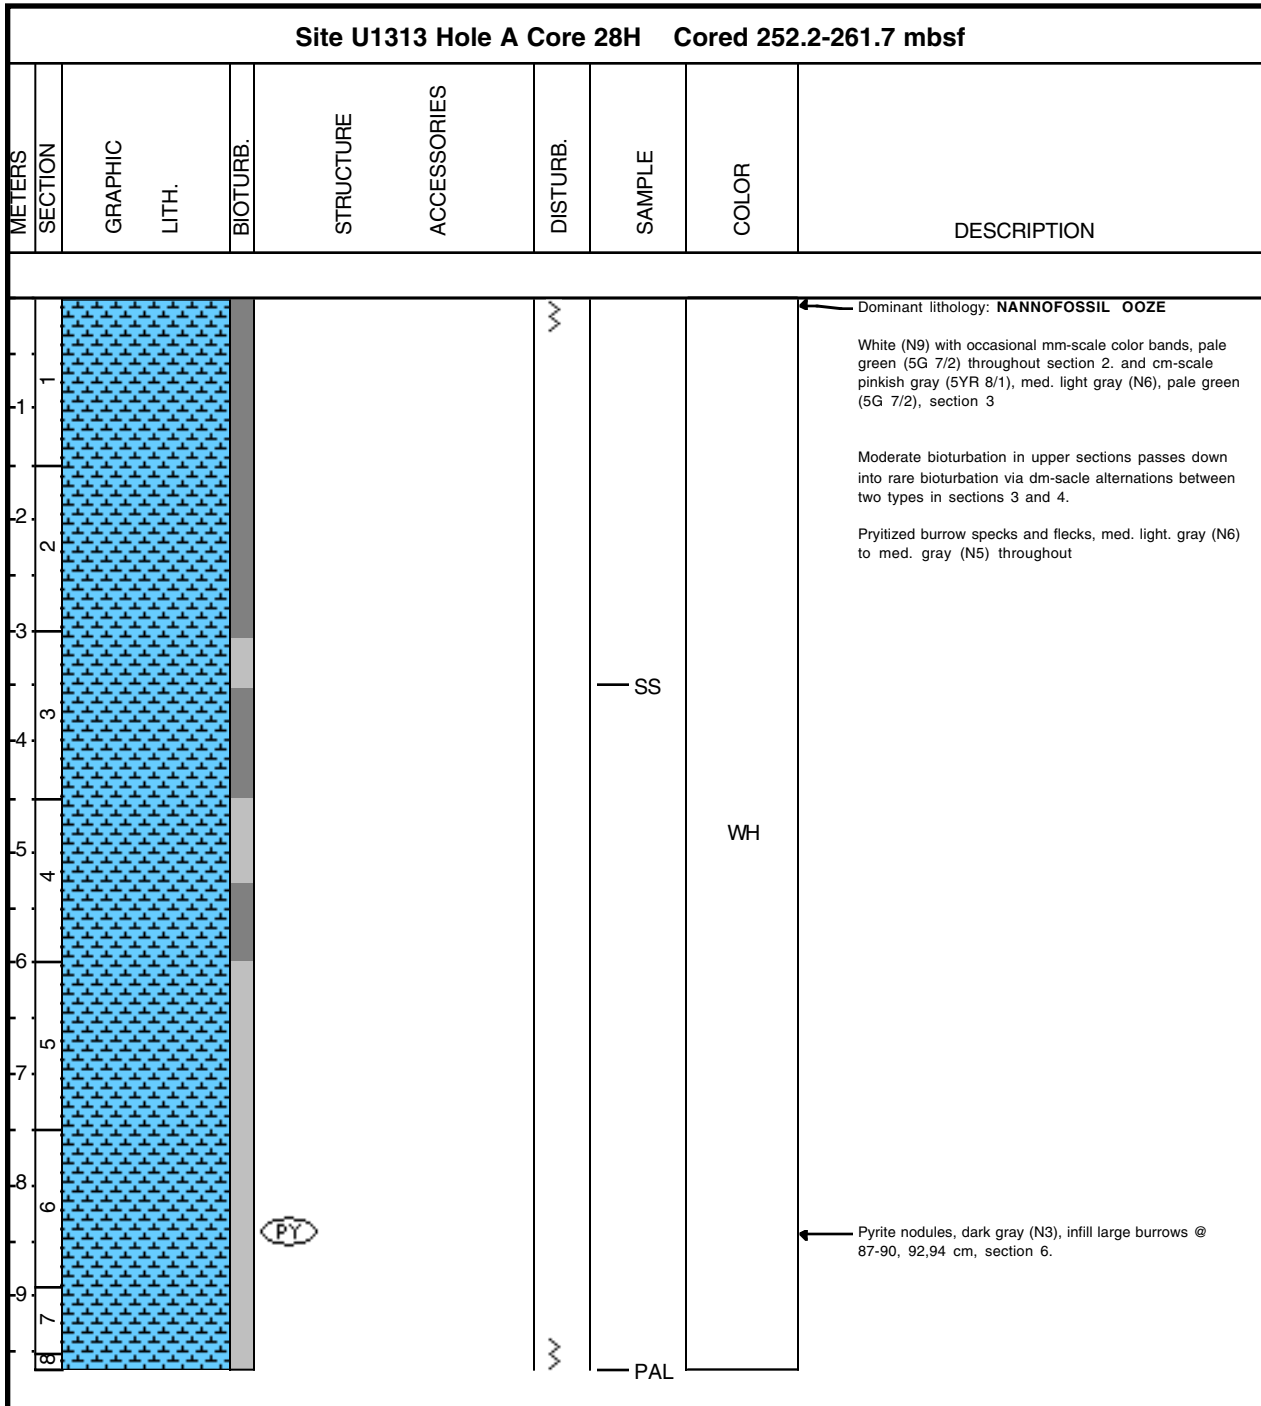 Site U1313 Hole A Core 28H Cored 252.2-261.7 mbsf
METERS
SECTION
GRAPHIC
LITH.
BIOTURB.
STRUCTURE
ACCESSORIES
DISTURB.
SAMPLE
COLOR
DESCRIPTION
1
2
3
4
5
6
7
8
9
1
2
3
4
5
6
7
8
PY
SS
PAL
WH
Dominant lithology: NANNOFOSSIL OOZE
White (N9) with occasional mm-scale color bands, pale
green (5G 7/2) throughout section 2. and cm-scale
pinkish gray (5YR 8/1), med. light gray (N6), pale green
(5G 7/2), section 3
Moderate bioturbation in upper sections passes down
into rare bioturbation via dm-sacle alternations between
two types in sections 3 and 4.
Pryitized burrow specks and flecks, med. light. gray (N6)
to med. gray (N5) throughout
Pyrite nodules, dark gray (N3), infill large burrows @
87-90, 92,94 cm, section 6.